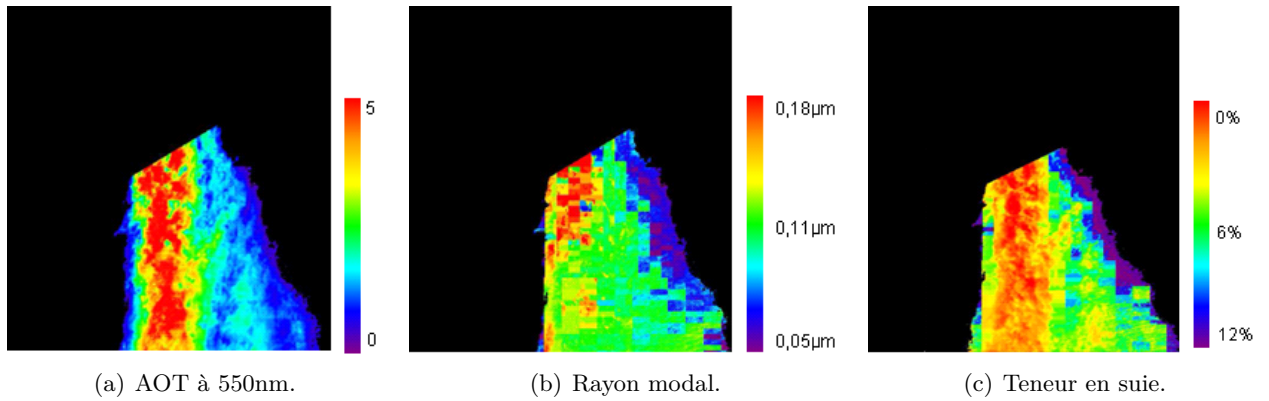 5
0
0,18µm
0,11µm
0,05µm
0%
6%
12%
(a) AOT à 550nm.
(b) Rayon modal.
(c) Teneur en suie.